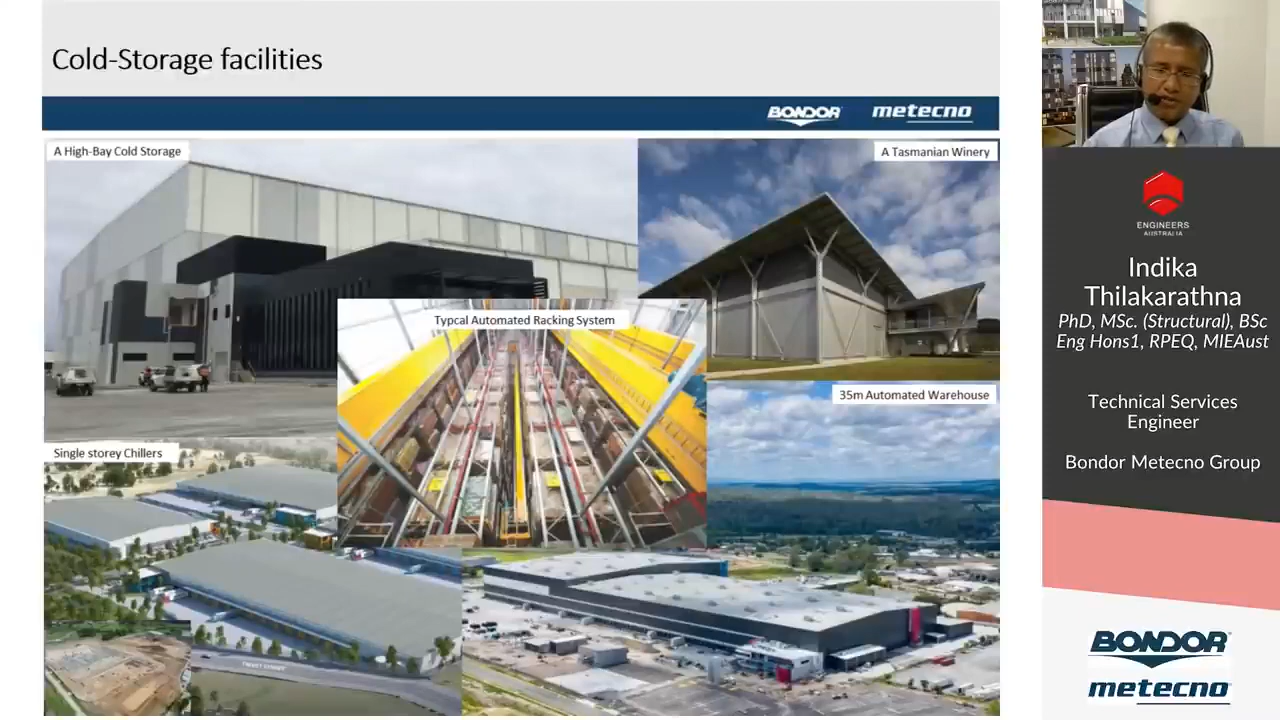 Cold-Storage facilities
BONDOR metecno
A High-Bay Cold Storage
A Tasmanian Winery
Typcal Automated Racking System
35m Automated Warehouse
Single storey Chillers
ENGINEERS
AUSTRALIA
Indika
Thilakarathna
PhD, MSc. (Structural), BSc
Eng Hons1, RPEQ, MIEAust
Technical Services
Engineer
Bondor Metecno Group
BONDOR
metecno